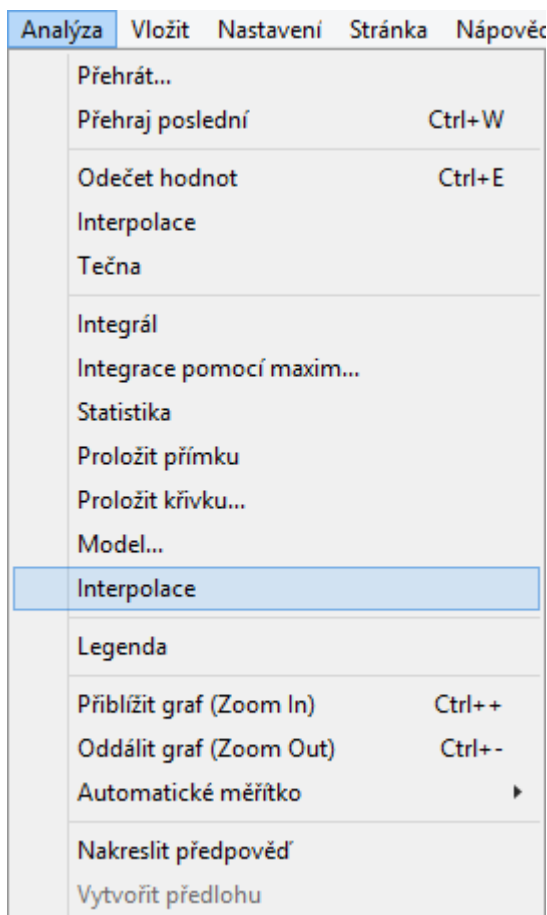 Analýza Vložit Nastavení Stránka Nápověd
Přehrát...
Přehraj poslední Ctrl+W
Odečet hodnot Ctrl+E
Interpolace
Tečna
Integrál
Integrace pomocí maxim...
Statistika
Proložit přímku
Proložit křivku...
Model...
Interpolace
Legenda
Přiblížit graf (Zoom In) Ctrl++
Oddálit graf (Zoom Out) Ctrl+-
Automatické měřítko
Nakreslit předpověď
Vytvořit předlohu